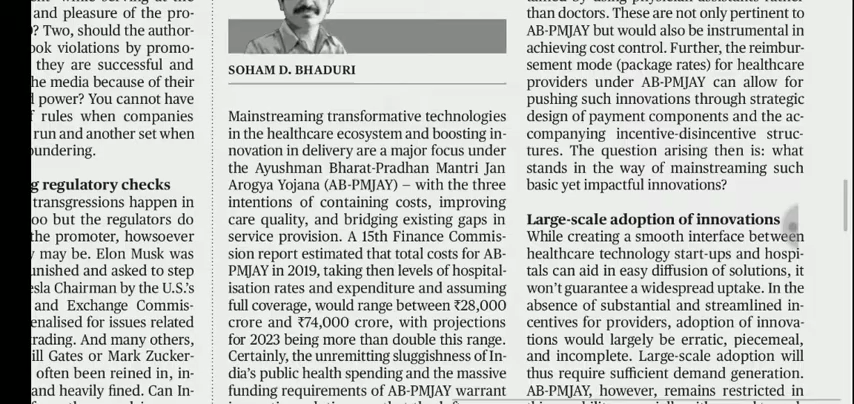 and pleasure of the pro-
? Two, should the author-
ook violations by promo-
they are successful and
he media because of their
power? You cannot have
rules when companies
run and another set when
oundering.
g regulatory checks
transgressions happen in
oo but the regulators do
the promoter, howsoever
may be. Elon Musk was
unished and asked to step
esla Chairman by the U.S.'s
and Exchange Commis-
enalised for issues related
rading. And many others,
ill Gates or Mark Zucker-
often been reined in, in-
and heavily fined. Can In-
SOHAM D. BHADURI
Mainstreaming transformative technologies
in the healthcare ecosystem and boosting in-
novation in delivery are a major focus under
the Ayushman Bharat-Pradhan Mantri Jan
Arogya Yojana (AB-PMJAY) – with the three
intentions of containing costs, improving
care quality, and bridging existing gaps in
service provision. A 15th Finance Commis-
sion report estimated that total costs for AB-
PMJAY in 2019, taking then levels of hospital-
isation rates and expenditure and assuming
full coverage, would range between ₹28,000
crore and ₹74,000 crore, with projections
for 2023 being more than double this range.
Certainly, the unremitting sluggishness of In-
dia's public health spending and the massive
funding requirements of AB-PMJAY warrant
than doctors. These are not only pertinent to
AB-PMJAY but would also be instrumental in
achieving cost control. Further, the reimbur-
sement mode (package rates) for healthcare
providers under AB-PMJAY can allow for
pushing such innovations through strategic
design of payment components and the ac-
companying incentive-disincentive struc-
tures. The question arising then is: what
stands in the way of mainstreaming such
basic yet impactful innovations?
Large-scale adoption of innovations
While creating a smooth interface between
healthcare technology start-ups and hospi-
tals can aid in easy diffusion of solutions, it
won't guarantee a widespread uptake. In the
absence of substantial and streamlined in-
centives for providers, adoption of innova-
tions would largely be erratic, piecemeal,
and incomplete. Large-scale adoption will
thus require sufficient demand generation.
AB-PMJAY, however, remains restricted in